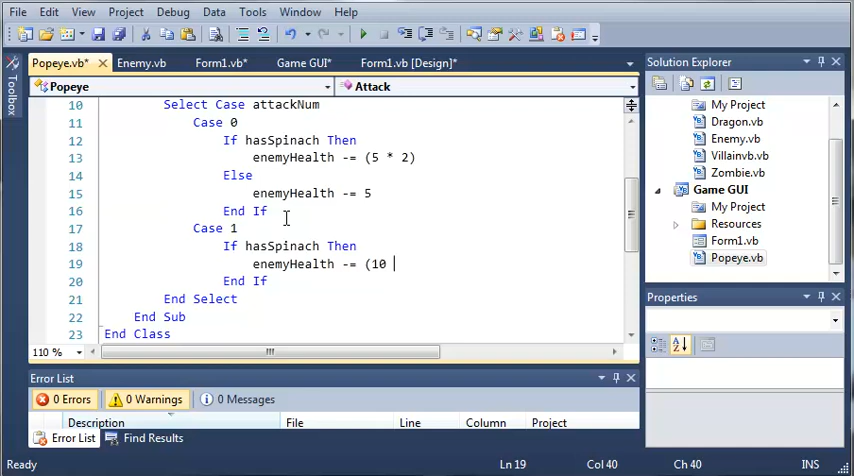 File Edit View Project Debug Data Tools Window Help
Popeye.vb* Enemy.vb Form1.vb* Game GUI* Form1.vb [Design]*
Popeye Attack
10 Select Case attackNum
11 Case 0
12 If hasSpinach Then
13 enemyHealth -= (5 * 2)
14 Else
15 enemyHealth -= 5
16 End If
17 Case 1
18 If hasSpinach Then
19 enemyHealth -= (10
20 End If
21 End Select
22 End Sub
23 End Class
110 %
Toolbox
Solution Explorer
My Project
Dragon.vb
Enemy.vb
Villainvb.vb
Zombie.vb
Game GUI
My Project
Resources
Form1.vb
Popeye.vb
Properties
Error List
0 Errors 0 Warnings 0 Messages
Description File Line Column Project
Error List Find Results
Ready Ln 19 Col 40 Ch 40 INS